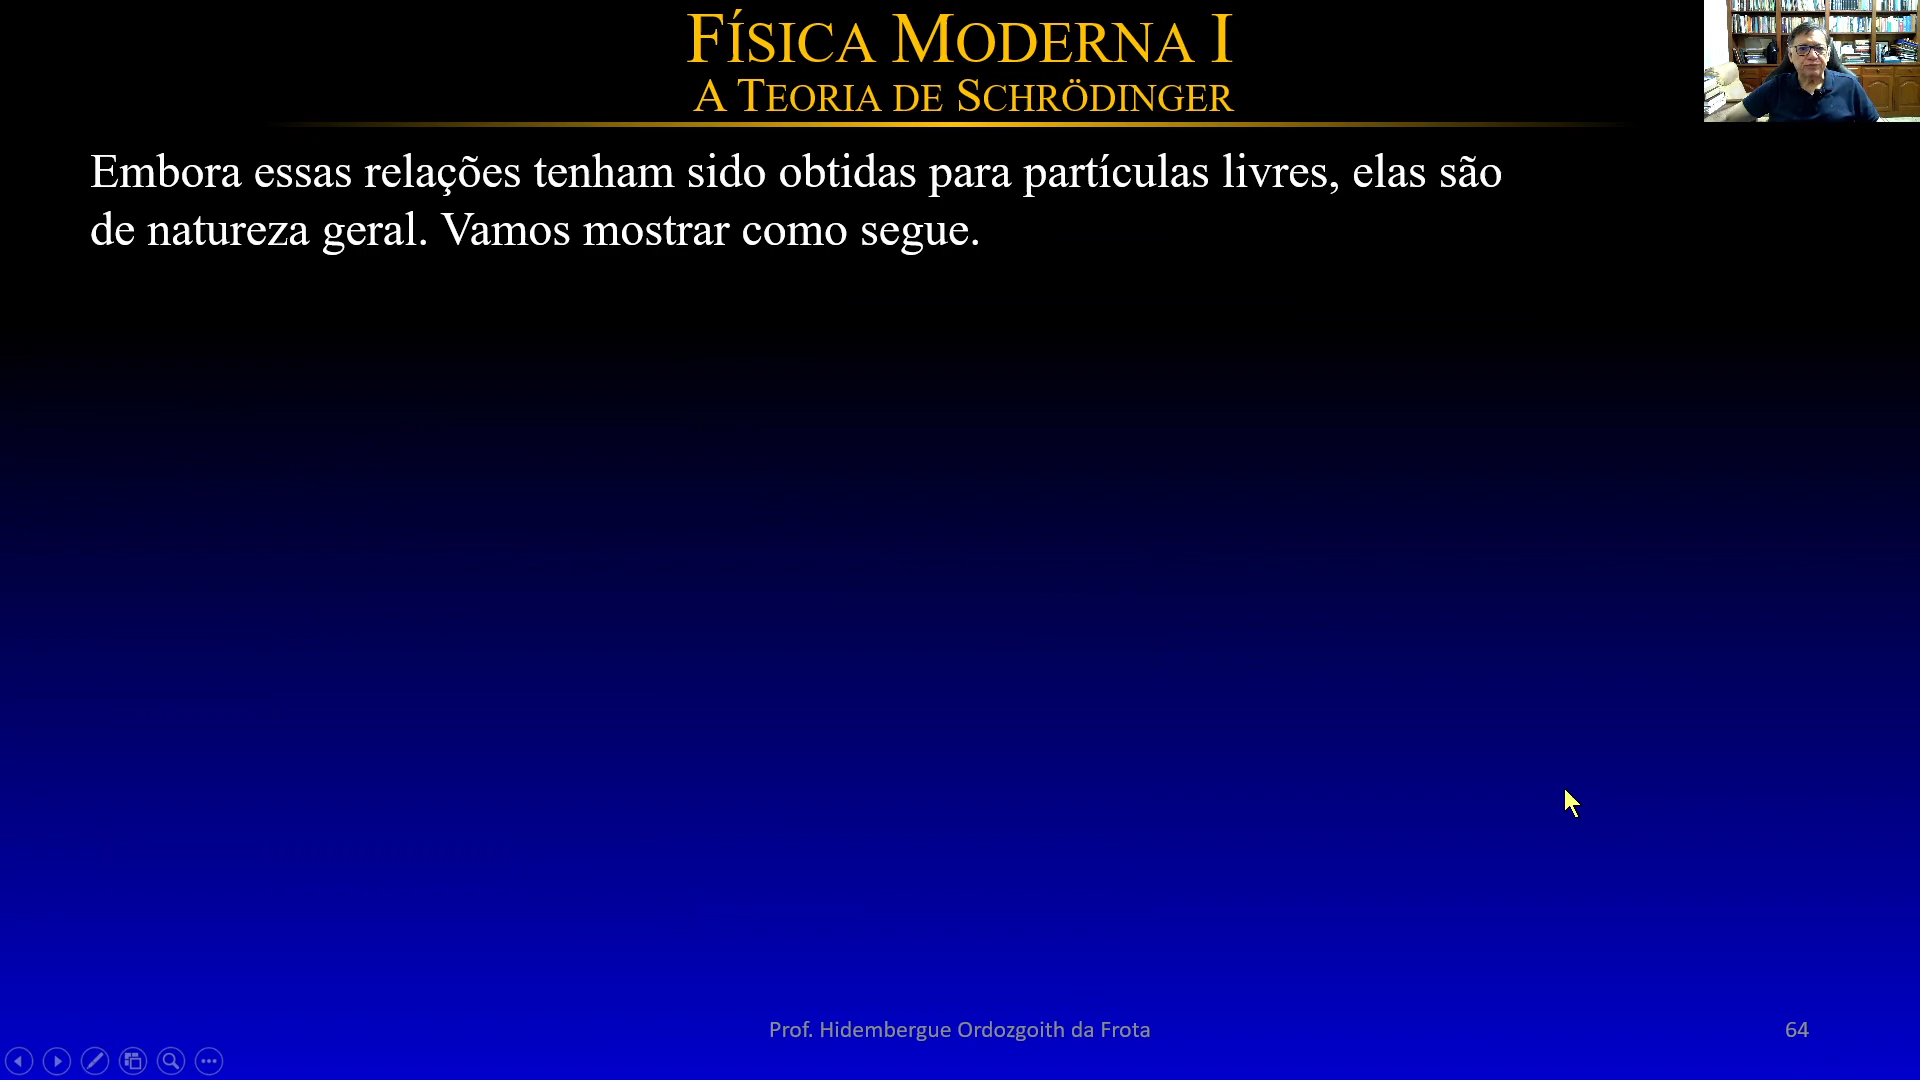 FÍSICA MODERNA I
A TEORIA DE SCHRÖDINGER
Embora essas relações tenham sido obtidas para partículas livres, elas são
de natureza geral. Vamos mostrar como segue.
Prof. Hidembergue Ordozgoith da Frota
64